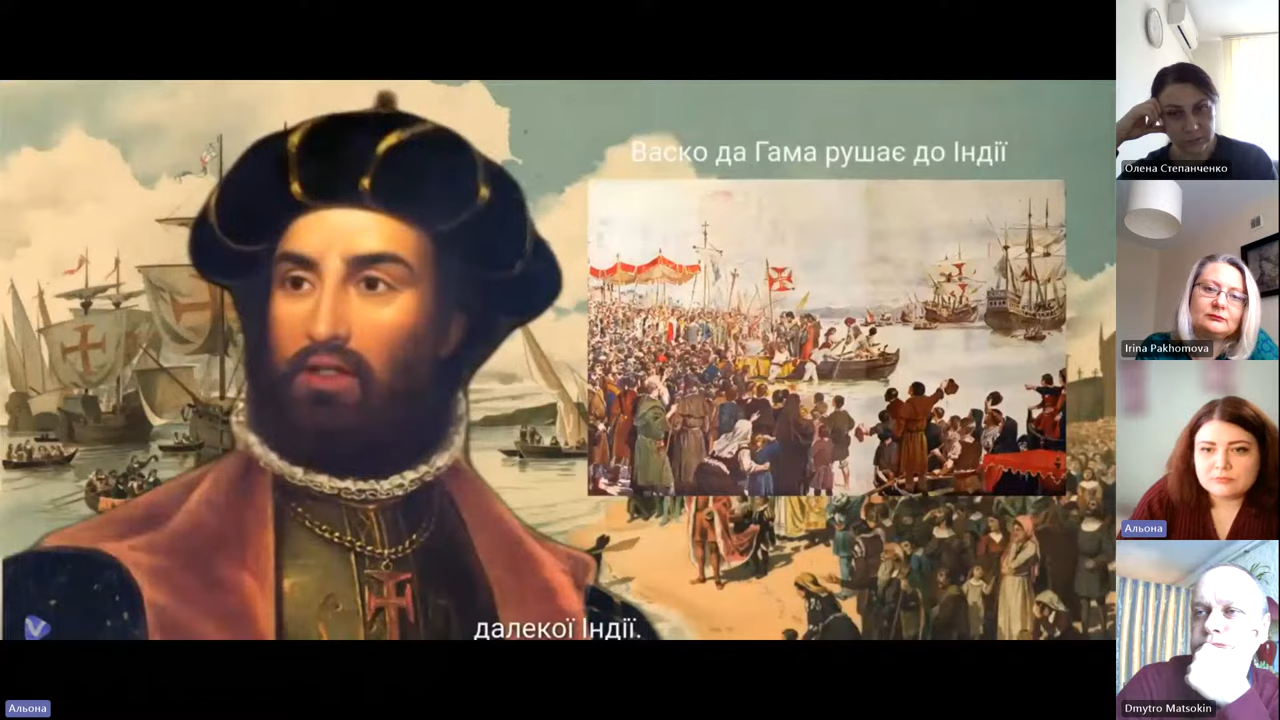 Васко да Гама рушає до Індії
далекої Індії.
Альона
Олена Степанченко
Irina Pakhomova
Альона
Dmytro Matsokin